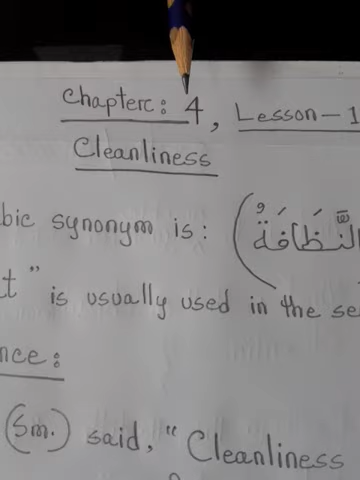 Chapterc: 4, Lesson-1
Cleanliness
bic synonym is: (النَّظَافَةُ
t" is usually used in the se
nce:
(Sm.) said, "Cleanliness